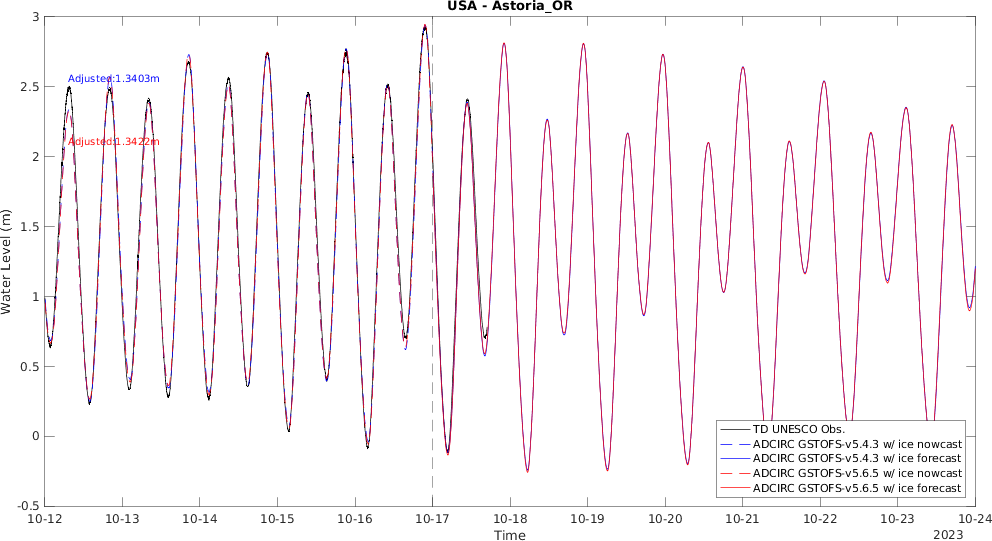 USA - Astoria_OR
Water Level (m)
3
2.5
2
1.5
1
0.5
0
-0.5
Adjusted:1.3403m
Adjusted:1.3422m
TD UNESCO Obs.
ADCIRC GSTOFS-v5.4.3 w/ ice nowcast
ADCIRC GSTOFS-v5.4.3 w/ ice forecast
ADCIRC GSTOFS-v5.6.5 w/ ice nowcast
ADCIRC GSTOFS-v5.6.5 w/ ice forecast
10-12 10-13 10-14 10-15 10-16 10-17 10-18 10-19 10-20 10-21 10-22 10-23 10-24
Time
2023